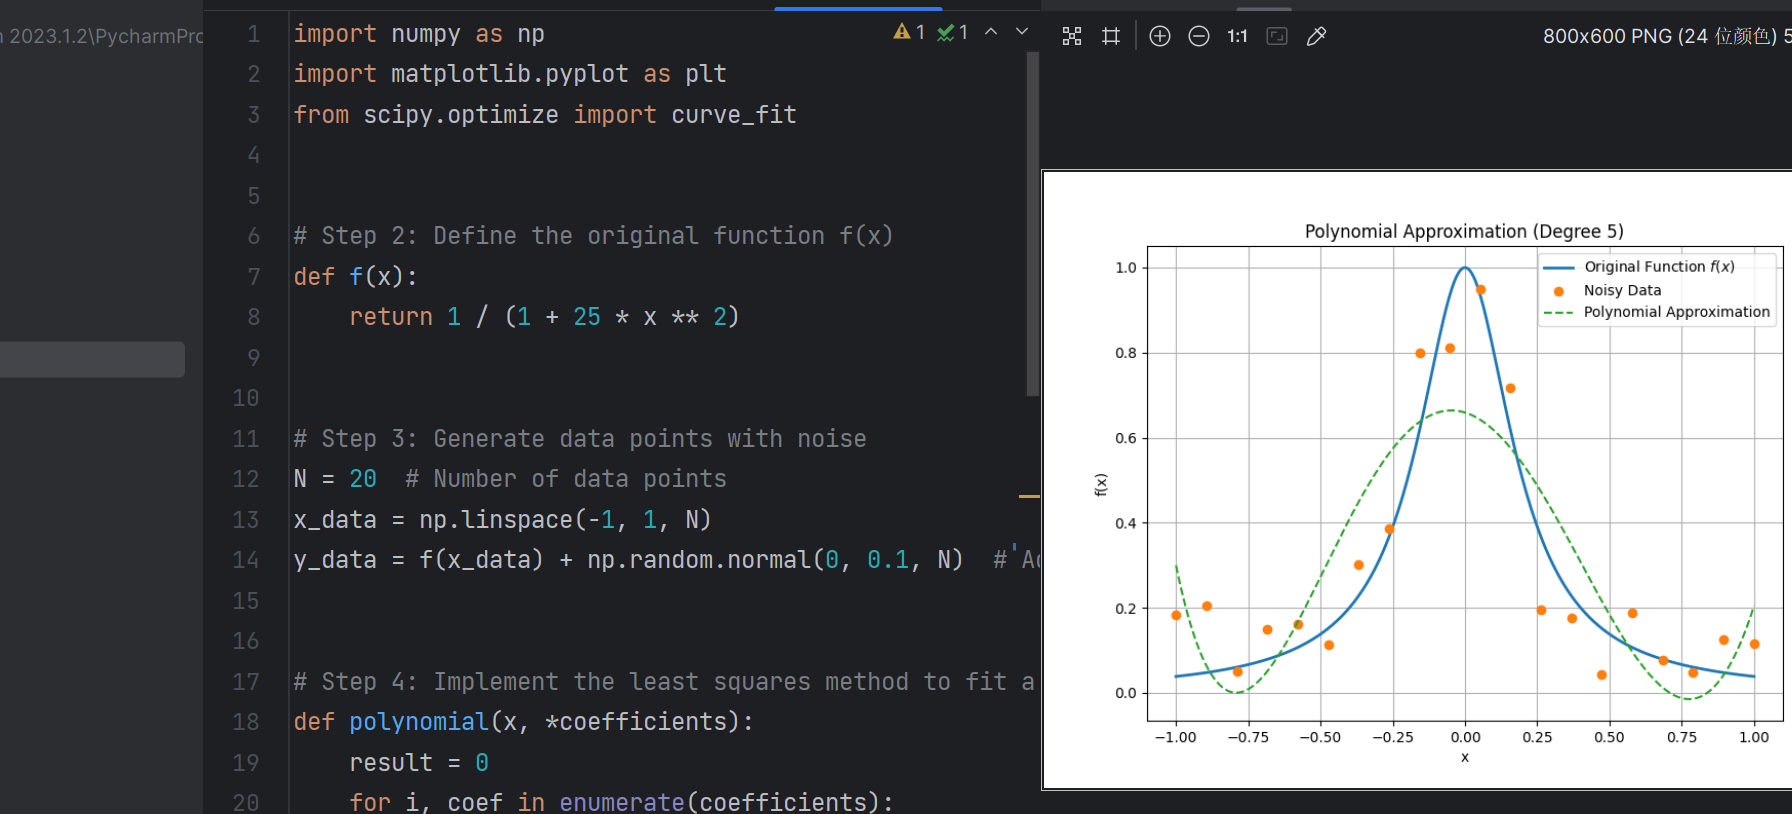 n 2023.1.2\PycharmPro
1 import numpy as np
2 import matplotlib.pyplot as plt
3 from scipy.optimize import curve_fit
4
5
6 # Step 2: Define the original function f(x)
7 def f(x):
8 return 1 / (1 + 25 * x ** 2)
9
10
11 # Step 3: Generate data points with noise
12 N = 20  # Number of data points
13 x_data = np.linspace(-1, 1, N)
14 y_data = f(x_data) + np.random.normal(0, 0.1, N)  #'Ad
15
16
17 # Step 4: Implement the least squares method to fit a
18 def polynomial(x, *coefficients):
19 result = 0
20 for i, coef in enumerate(coefficients):
1 1
1:1
800x600 PNG (24 位颜色) 5
Polynomial Approximation (Degree 5)
Original Function f(x)
Noisy Data
Polynomial Approximation
1.0
0.8
0.6
0.4
0.2
0.0
f(x)
−1.00 −0.75 −0.50 −0.25 0.00 0.25 0.50 0.75 1.00
x